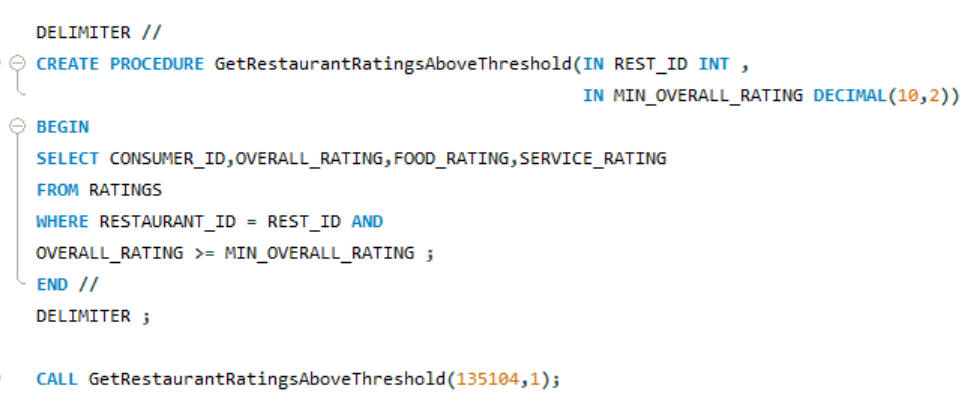 DELIMITER //
CREATE PROCEDURE GetRestaurantRatingsAboveThreshold(IN REST_ID INT ,
IN MIN_OVERALL_RATING DECIMAL(10,2))
BEGIN
SELECT CONSUMER_ID,OVERALL_RATING,FOOD_RATING,SERVICE_RATING
FROM RATINGS
WHERE RESTAURANT_ID = REST_ID AND
OVERALL_RATING >= MIN_OVERALL_RATING ;
END //
DELIMITER ;
CALL GetRestaurantRatingsAboveThreshold(135104,1);